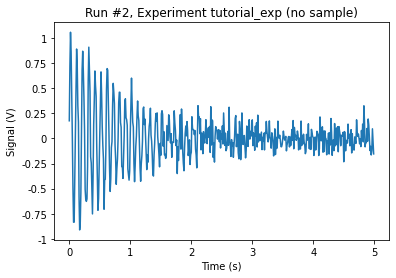 Run #2, Experiment tutorial_exp (no sample)
1
0.75
0.50
0.25
0
-0.25
-0.5
-0.75
-1
Signal (V)
0 1 2 3 4 5
Time (s)